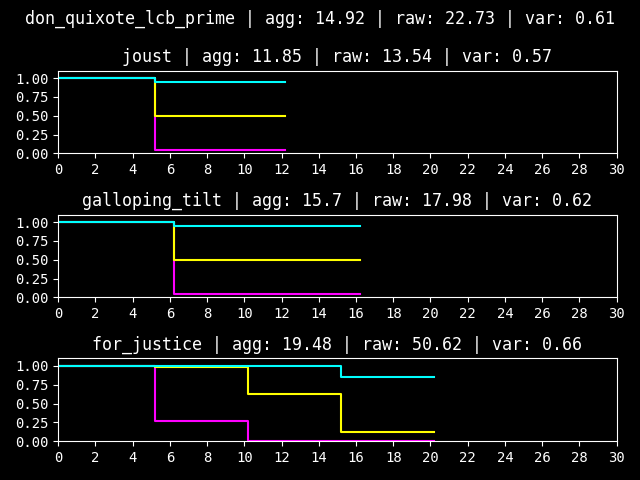 don_quixote_lcb_prime | agg: 14.92 | raw: 22.73 | var: 0.61
joust | agg: 11.85 | raw: 13.54 | var: 0.57
1.00
0.75
0.50
0.25
0.00
0 2 4 6 8 10 12 14 16 18 20 22 24 26 28 30
galloping_tilt | agg: 15.7 | raw: 17.98 | var: 0.62
1.00
0.75
0.50
0.25
0.00
0 2 4 6 8 10 12 14 16 18 20 22 24 26 28 30
for_justice | agg: 19.48 | raw: 50.62 | var: 0.66
1.00
0.75
0.50
0.25
0.00
0 2 4 6 8 10 12 14 16 18 20 22 24 26 28 30